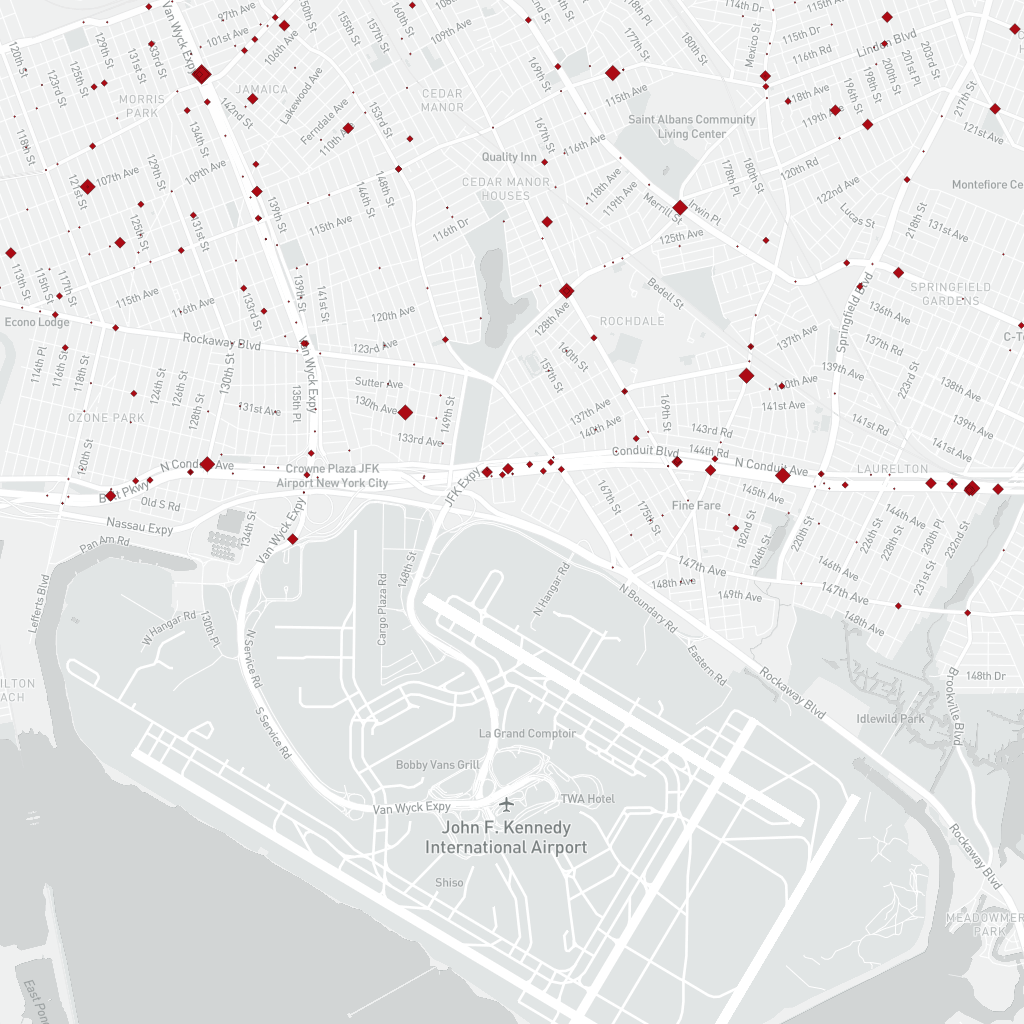 Van Wyck Expy
97th Ave
101st Ave
150th St
155th St
160th St
109th Ave
177th St
178th Pl
114th Dr
Mexico St
115th Dr
116th Rd
Linden Blvd
203rd St
120th St
129th St
131st St
133rd St
125th St
123rd St
106th Ave
169th St
200th St
198th St
196th St
JAMAICA
MORRIS
PARK
142nd St
Lakewood Ave
Ferndale Ave
110th Ave
153rd St
CEDAR
MANOR
115th Ave
119th Ave
217th St
121st Ave
Saint Albans Community
Living Center
118th St
134th St
167th St
116th Ave
Quality Inn
CEDAR MANOR
HOUSES
107th Ave
109th Ave
129th St
121st St
146th St
148th St
118th Ave
119th Ave
178th Pl
180th St
120th Rd
122nd Ave
Montefiore Ce
Merrill St
Irwin Pl
Lucas St
218th St
131st Ave
125th St
131st St
139th St
115th Ave
116th Dr
125th Ave
113th St
115th St
117th St
115th Ave
116th Ave
139th St
141st St
120th Ave
128th Ave
Bedell St
ROCHDALE
SPRINGFIELD
GARDENS
136th Ave
Springfield Blvd
Econo Lodge
133rd St
Rockaway Blvd
123rd Ave
Van Wyck Expy
137th Ave
137th Rd
C-To
114th Pl
116th St
118th St
124th St
126th St
128th St
130th St
135th Pl
Sutter Ave
130th Ave
133rd Ave
149th St
157th St
160th St
137th Ave
140th Ave
169th St
140th Ave
141st Ave
139th Ave
223rd St
138th Ave
139th Ave
OZONE PARK
131st Ave
143rd Rd
141st Rd
141st Ave
120th St
N Conduit Ave
Crowne Plaza JFK
Airport New York City
Conduit Blvd
144th Rd
N Conduit Ave
LAURELTON
Belt Pkwy
Old S Rd
Nassau Expy
JFK Expy
167th St
175th St
Fine Fare
145th Ave
144th Ave
Pan Am Rd
134th St
Van Wyck Expy
182nd St
184th St
220th St
226th St
228th St
230th Pl
232nd St
231st St
146th Ave
147th Ave
148th Ave
149th Ave
147th Ave
148th Ave
Lefferts Blvd
W Hangar Rd
130th Pl
Cargo Plaza Rd
148th St
N Hangar Rd
N Boundary Rd
Eastern Rd
Rockaway Blvd
148th Dr
Brookville Blvd
N Service Rd
S Service Rd
ILTON
EACH
Idlewild Park
La Grand Comptoir
Bobby Vans Grill
TWA Hotel
Van Wyck Expy
John F. Kennedy
International Airport
Shiso
Rockaway Blvd
MEADOWMER
PARK
East Pond